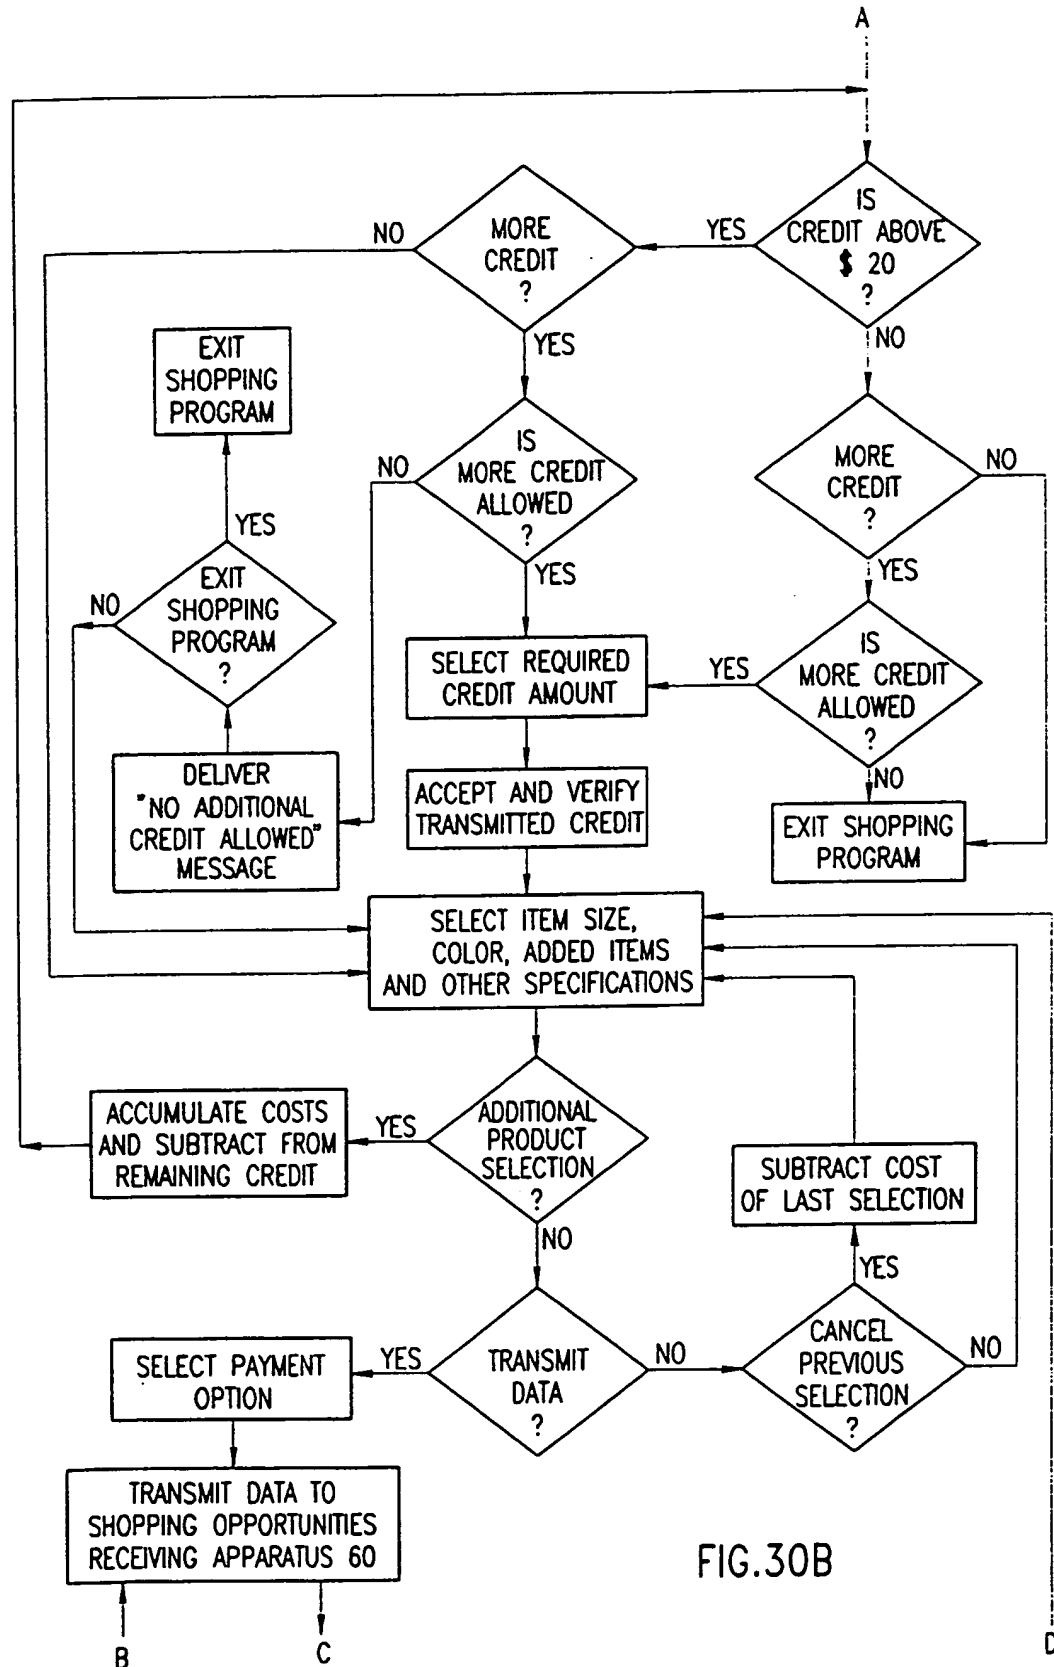 A
IS
CREDIT ABOVE
$ 20
?
YES
NO
MORE
CREDIT
?
NO
YES
EXIT
SHOPPING
PROGRAM
IS
MORE CREDIT
ALLOWED
?
NO
YES
MORE
CREDIT
?
NO
YES
YES
EXIT
SHOPPING
PROGRAM
?
NO
SELECT REQUIRED
CREDIT AMOUNT
YES
IS
MORE CREDIT
ALLOWED
?
NO
DELIVER
"NO ADDITIONAL
CREDIT ALLOWED"
MESSAGE
ACCEPT AND VERIFY
TRANSMITTED CREDIT
EXIT SHOPPING
PROGRAM
SELECT ITEM SIZE,
COLOR, ADDED ITEMS
AND OTHER SPECIFICATIONS
ACCUMULATE COSTS
AND SUBTRACT FROM
REMAINING CREDIT
YES
ADDITIONAL
PRODUCT
SELECTION
?
NO
SUBTRACT COST
OF LAST SELECTION
YES
SELECT PAYMENT
OPTION
YES
TRANSMIT
DATA
?
NO
CANCEL
PREVIOUS
SELECTION
?
NO
TRANSMIT DATA TO
SHOPPING OPPORTUNITIES
RECEIVING APPARATUS 60
FIG.30B
B
C
D